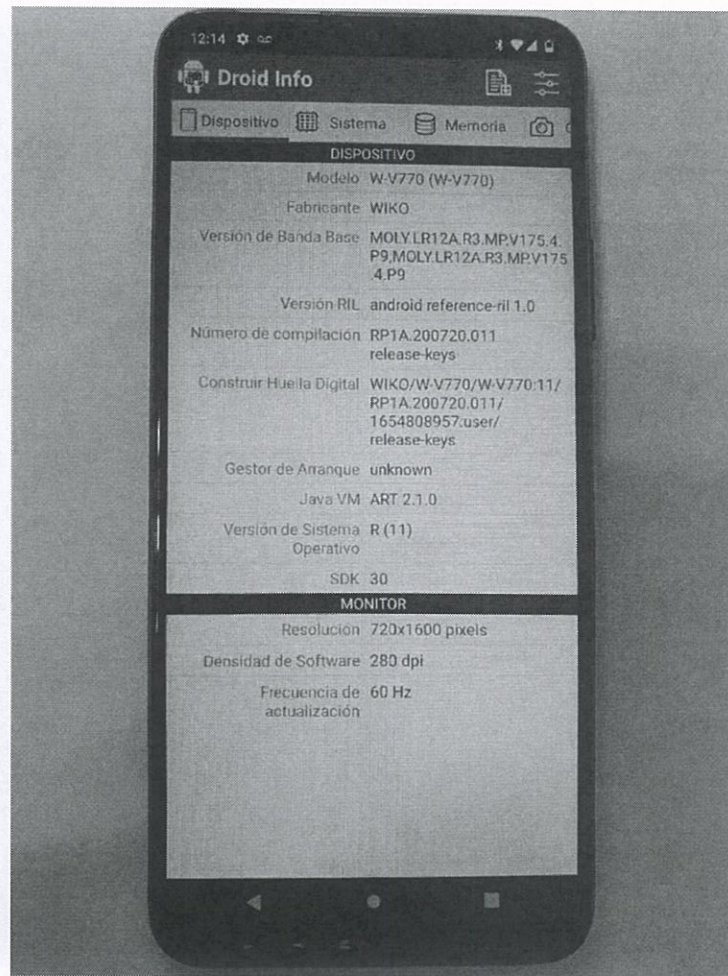 12:14
Droid Info
Dispositivo Sistema Memoria
DISPOSITIVO
Modelo W-V770 (W-V770)
Fabricante WIKO
Versión de Banda Base MOLY.LR12A.R3.MP.V175.4.
P9,MOLY.LR12A.R3.MP.V175
.4.P9
Versión RIL android reference-ril 1.0
Número de compilación RP1A.200720.011
release-keys
Construir Huella Digital WIKO/W-V770/W-V770:11/
RP1A.200720.011/
1654808957:user/
release-keys
Gestor de Arranque unknown
Java VM ART 2.1.0
Versión de Sistema R (11)
Operativo
SDK 30
MONITOR
Resolución 720x1600 pixels
Densidad de Software 280 dpi
Frecuencia de 60 Hz
actualización